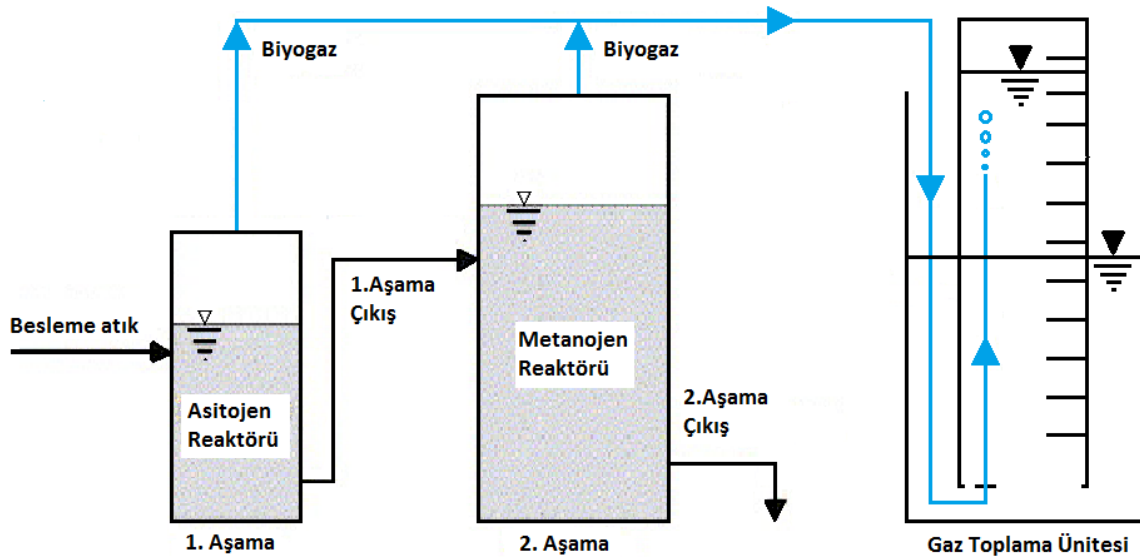 Biyogaz
Biyogaz
Besleme atık
1.Aşama
Çıkış
Asitojen
Reaktörü
Metanojen
Reaktörü
2.Aşama
Çıkış
1. Aşama
2. Aşama
Gaz Toplama Ünitesi